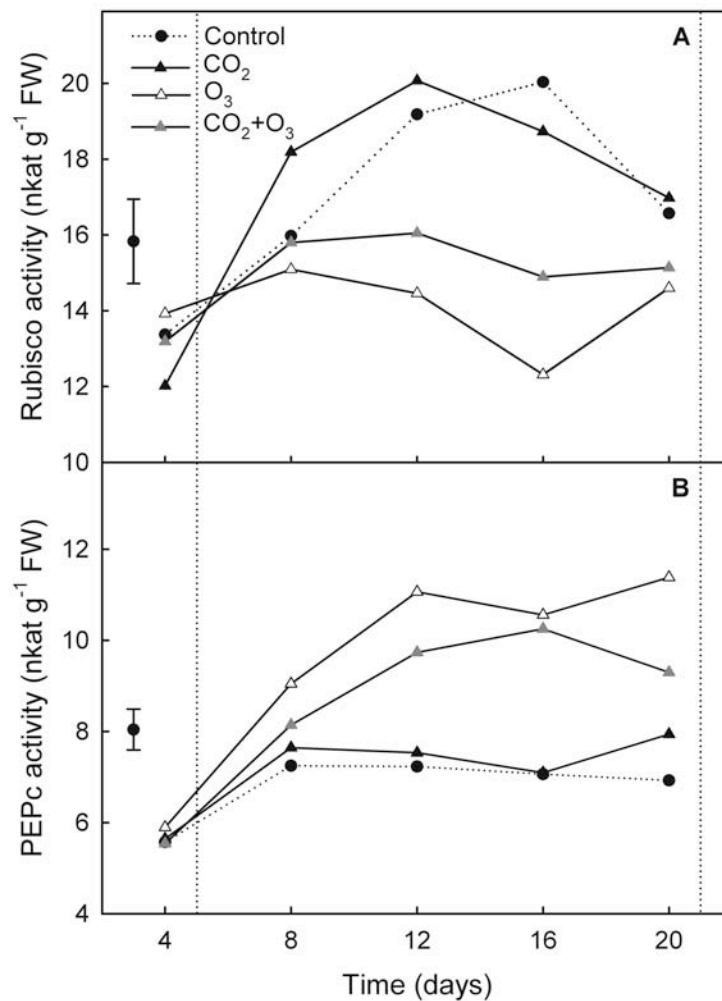 A
Control
CO₂
O₃
CO₂+O₃
Rubisco activity (nkat g⁻¹ FW)
20
18
16
14
12
10
B
PEPc activity (nkat g⁻¹ FW)
12
10
8
6
4
4 8 12 16 20
Time (days)